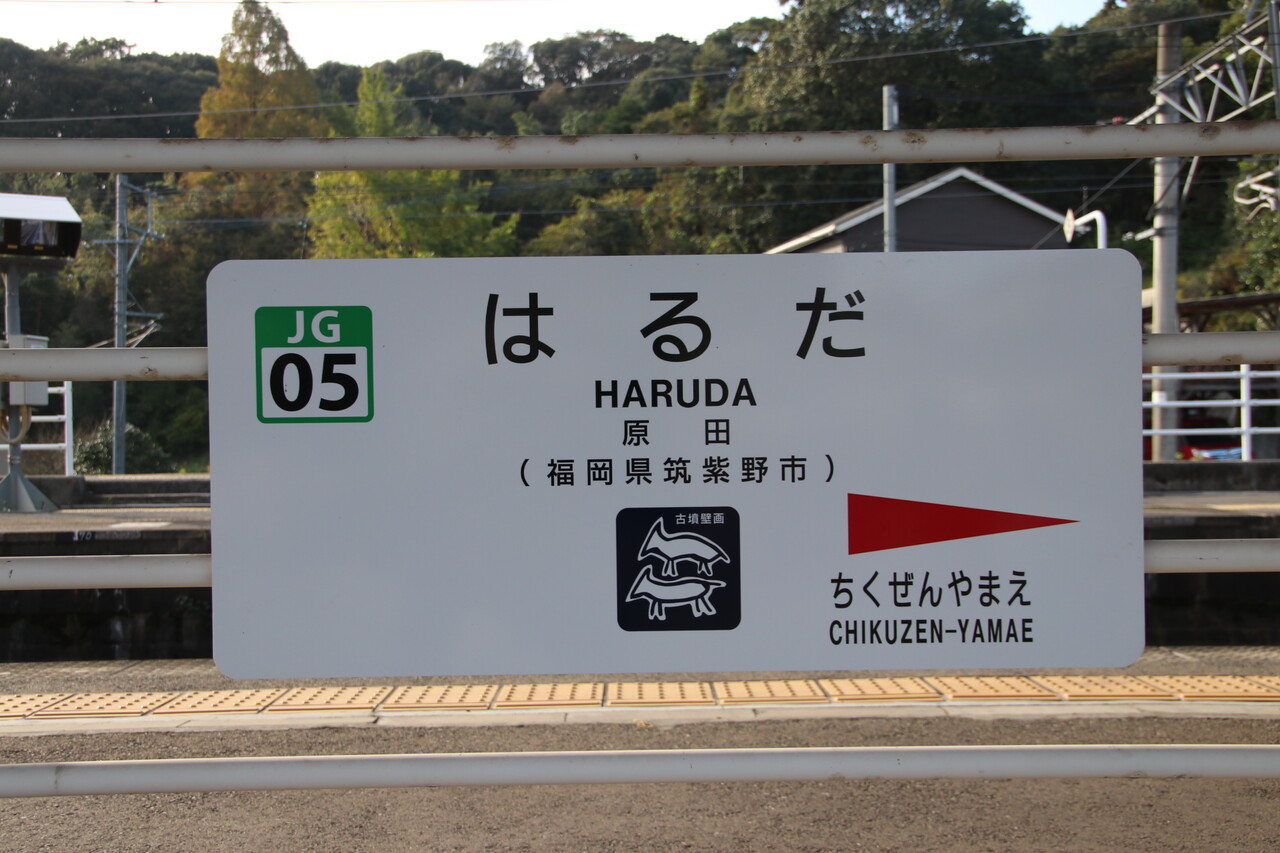 JG
05
は る だ
HARUDA
原 田
（福岡県筑紫野市）
古墳壁画
ちくぜんやまえ
CHIKUZEN-YAMAE